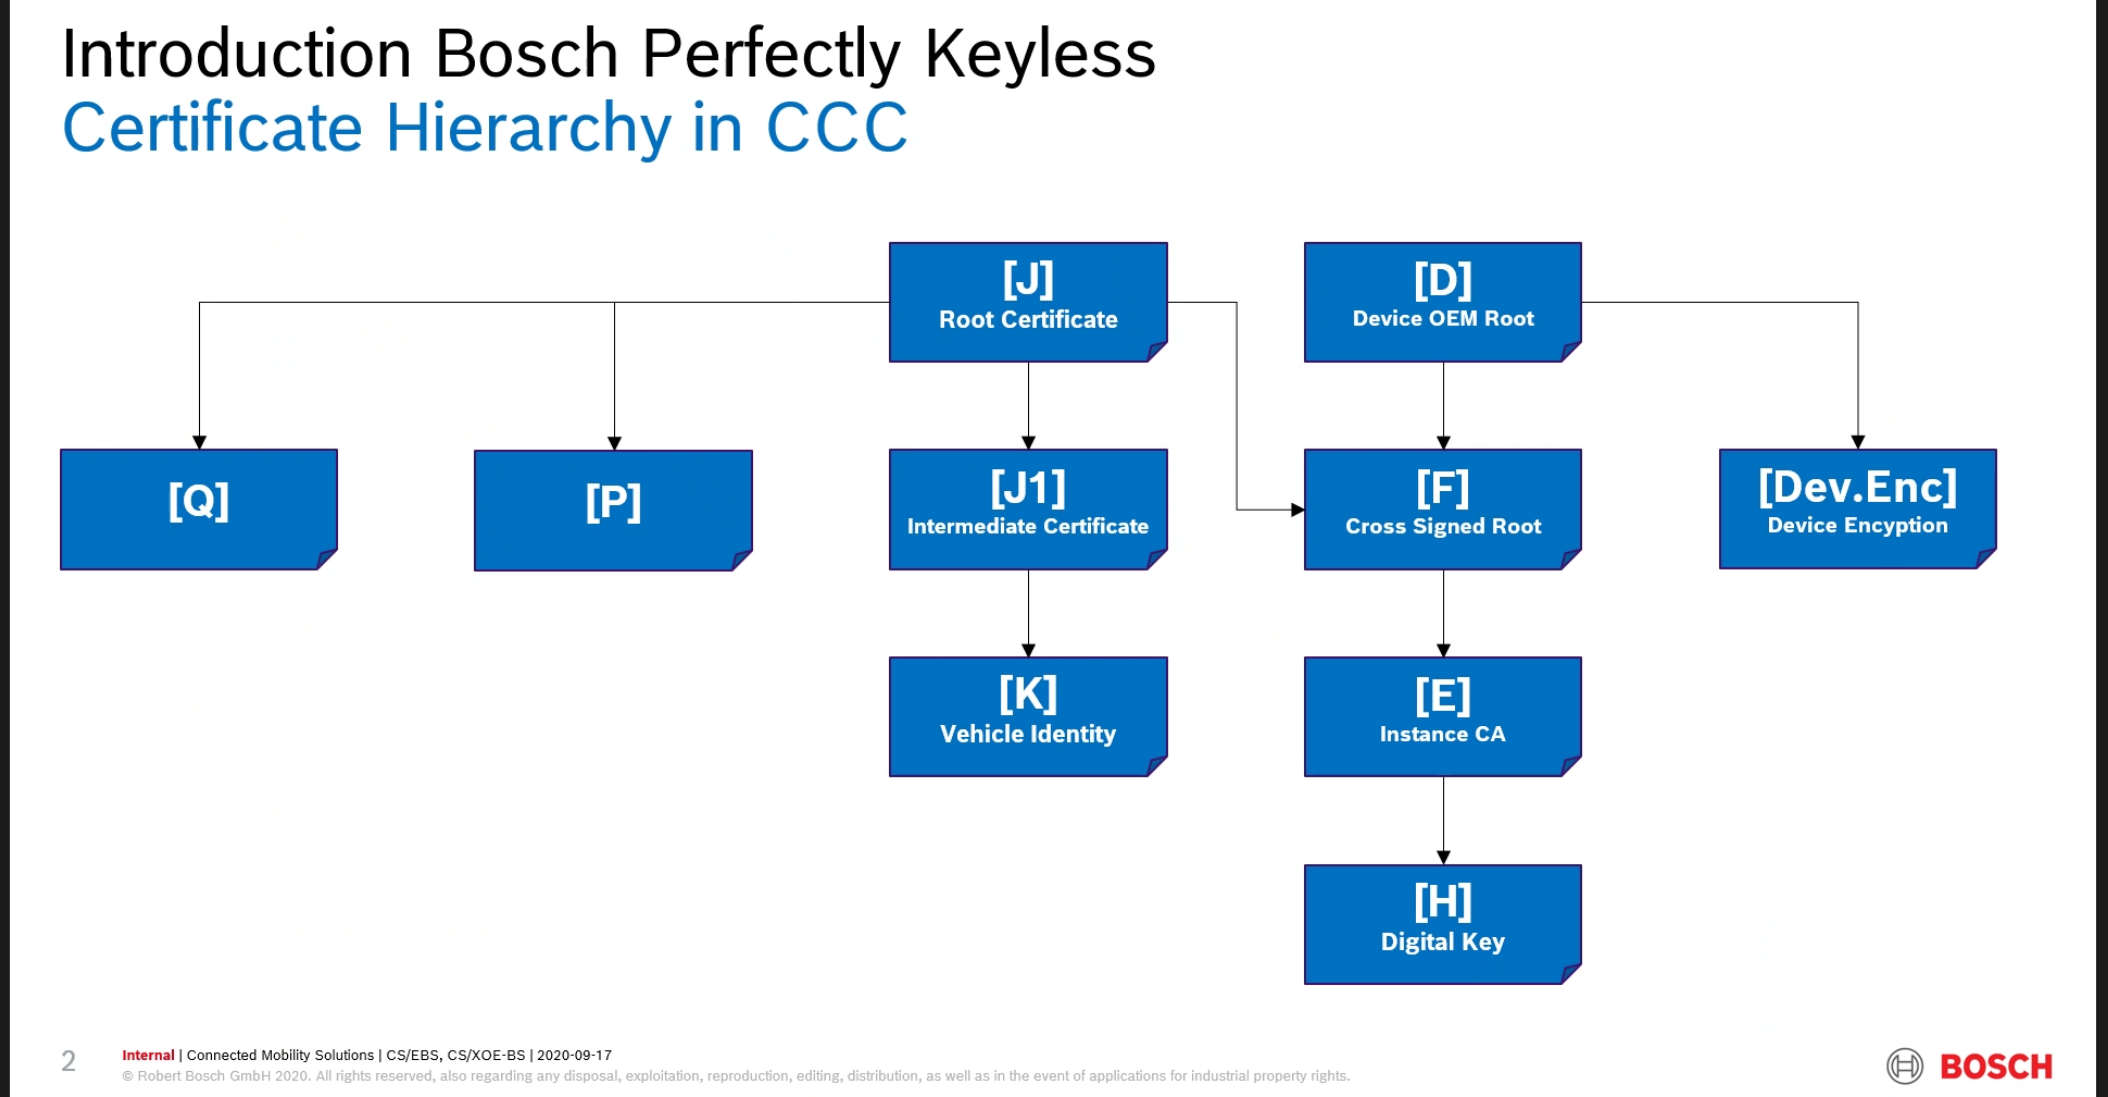 Introduction Bosch Perfectly Keyless
Certificate Hierarchy in CCC
[J]
Root Certificate
[D]
Device OEM Root
[Q]
[P]
[J1]
Intermediate Certificate
[F]
Cross Signed Root
[Dev.Enc]
Device Encyption
[K]
Vehicle Identity
[E]
Instance CA
[H]
Digital Key
2
Internal | Connected Mobility Solutions | CS/EBS, CS/XOE-BS | 2020-09-17
© Robert Bosch GmbH 2020. All rights reserved, also regarding any disposal, exploitation, reproduction, editing, distribution, as well as in the event of applications for industrial property rights.
BOSCH